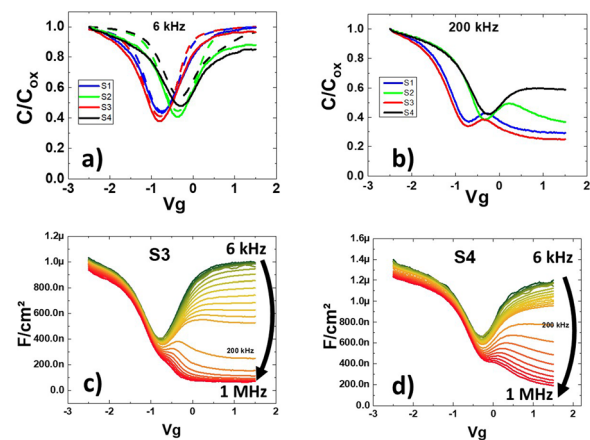 6 kHz
C/Cox
1.0
0.8
0.6
0.4
0.2
0.0
S1
S2
S3
S4
a)
-3 -2 -1 0 1 2
Vg
200 kHz
C/Cox
1.0
0.8
0.6
0.4
0.2
0.0
S1
S2
S3
S4
b)
-3 -2 -1 0 1 2
Vg
S3
6 kHz
F/cm²
1.2µ
1.0µ
800.0n
600.0n
400.0n
200.0n
0.0
200 kHz
c)
1 MHz
-3 -2 -1 0 1 2
Vg
S4
6 kHz
F/cm²
1.6µ
1.4µ
1.2µ
1.0µ
800.0n
600.0n
400.0n
200.0n
0.0
200 kHz
d)
1 MHz
-3 -2 -1 0 1 2
Vg